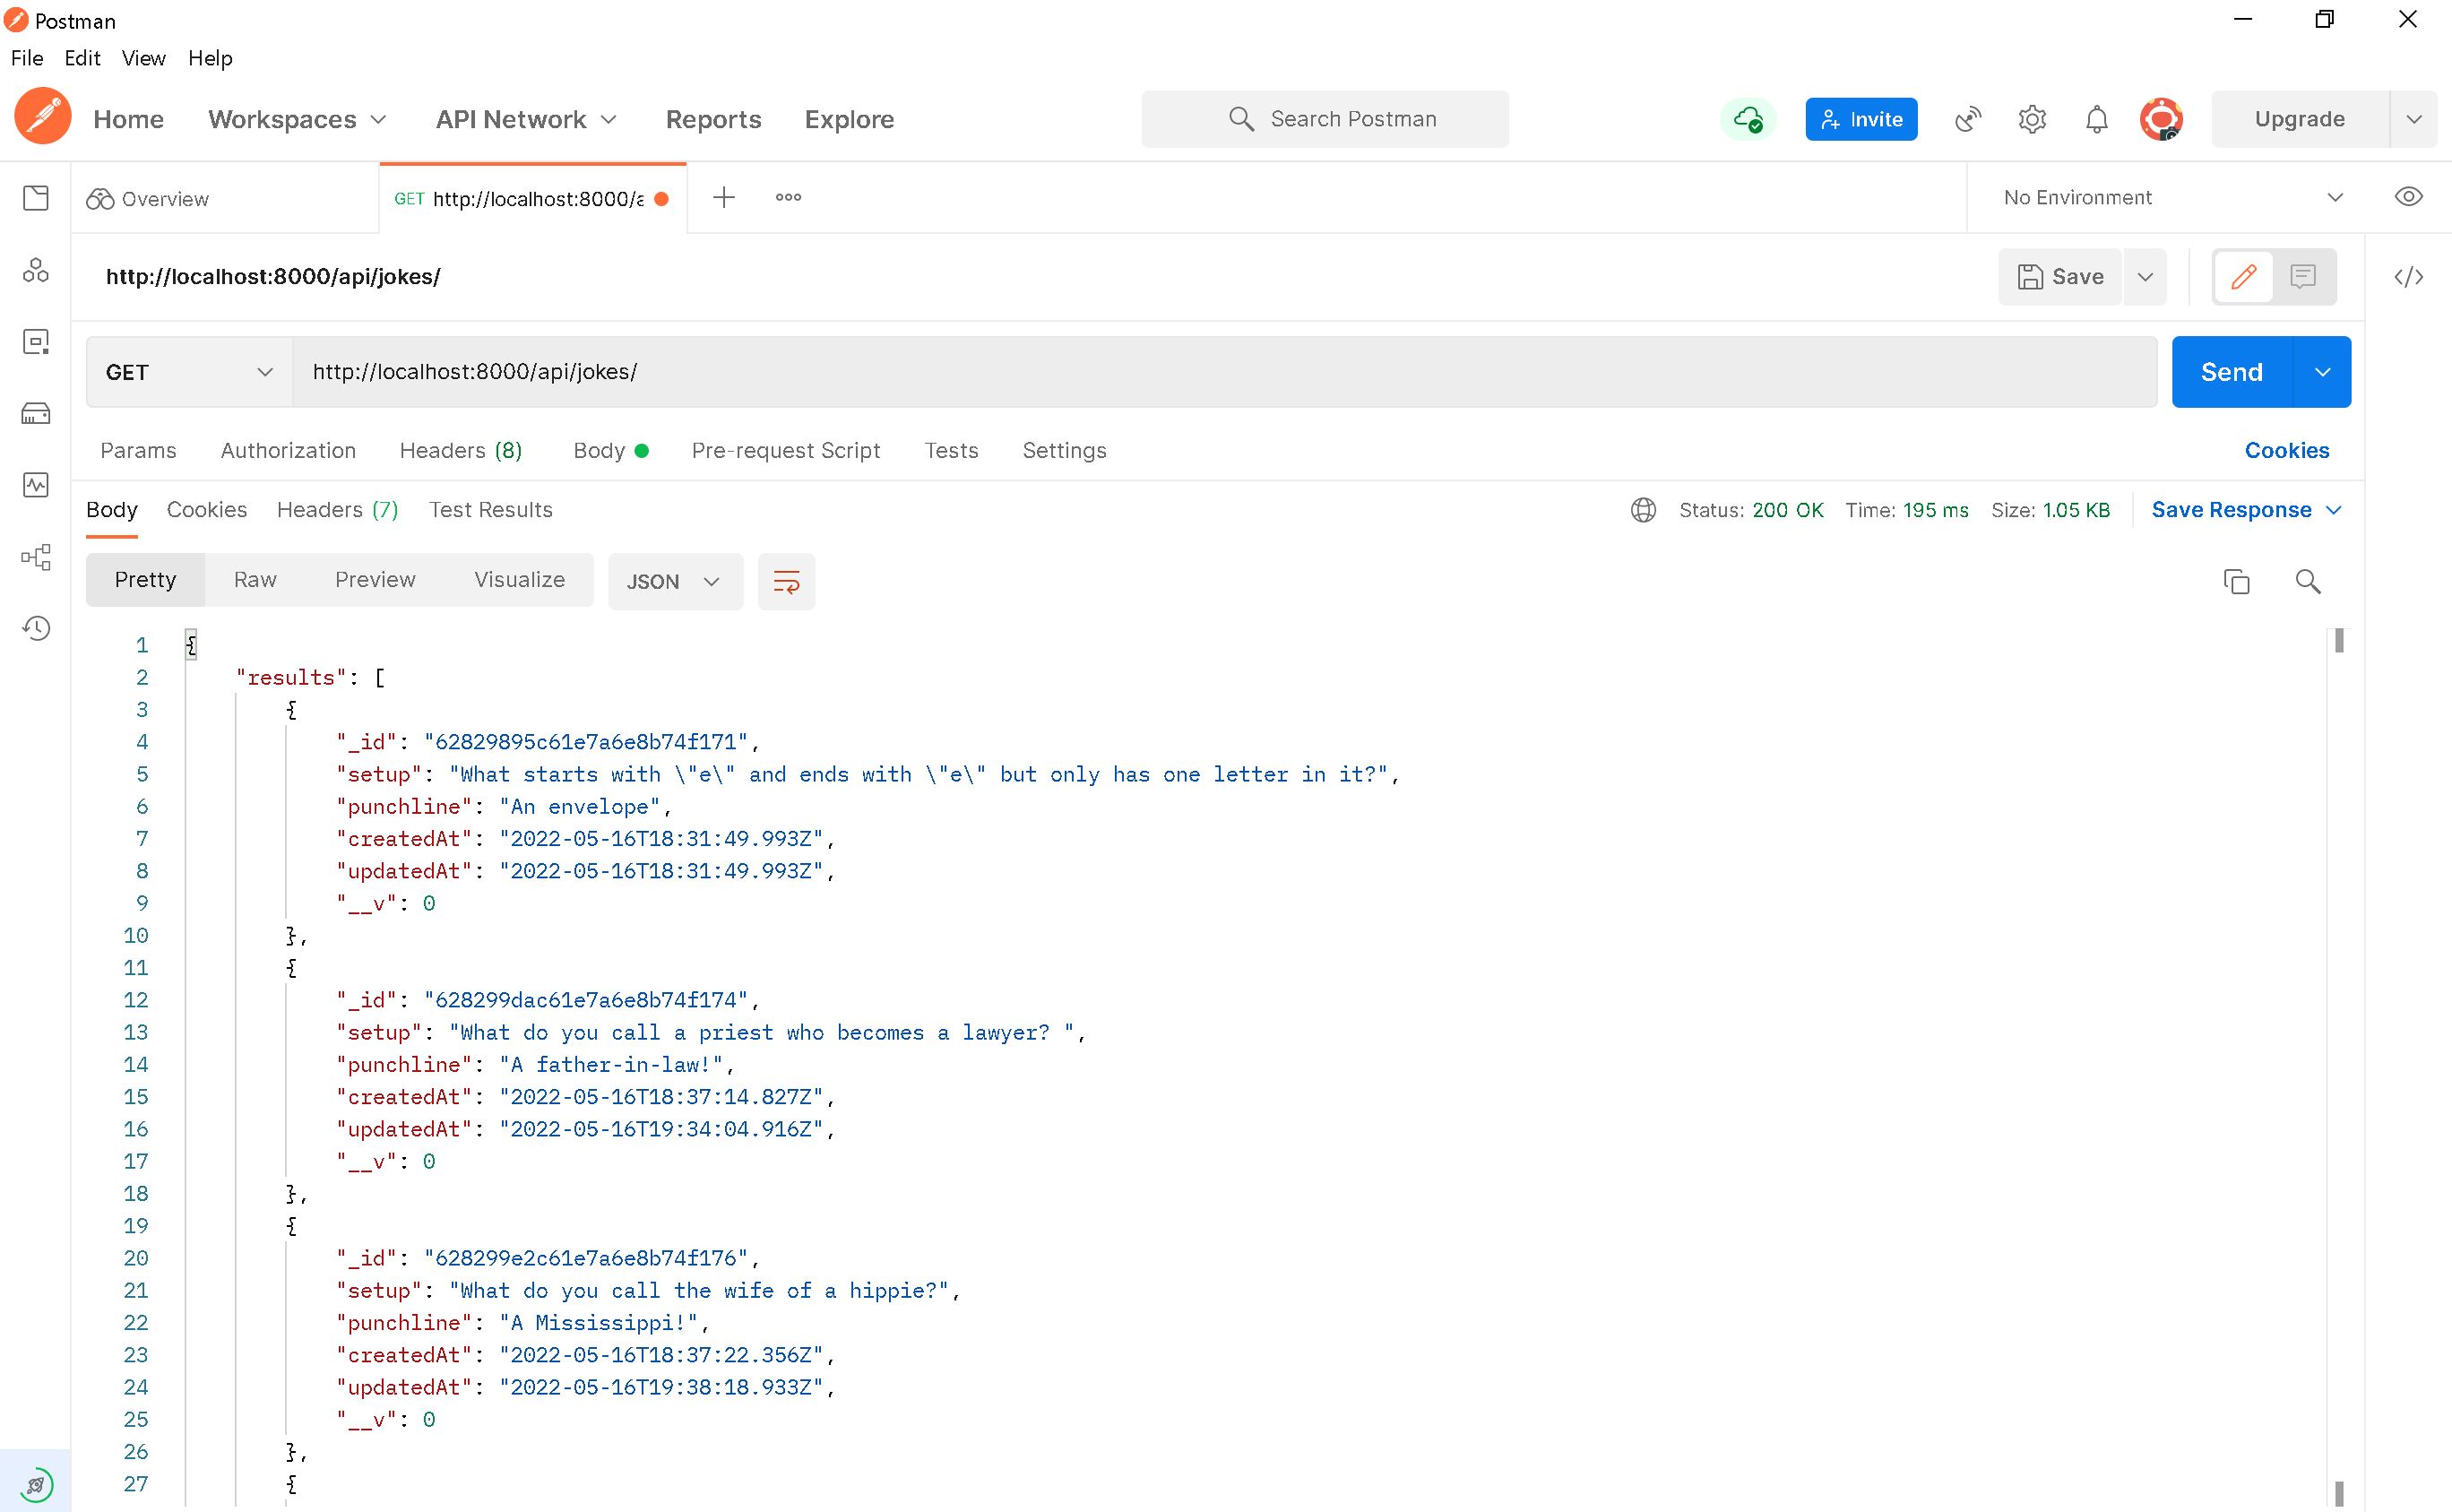 Postman
File Edit View Help
Home Workspaces API Network Reports Explore Search Postman Invite Upgrade
Overview GET http://localhost:8000/a No Environment
http://localhost:8000/api/jokes/ Save
GET http://localhost:8000/api/jokes/ Send
Params Authorization Headers (8) Body Pre-request Script Tests Settings Cookies
Body Cookies Headers (7) Test Results Status: 200 OK Time: 195 ms Size: 1.05 KB Save Response
Pretty Raw Preview Visualize JSON
1 {
2 "results": [
3 {
4 "_id": "62829895c61e7a6e8b74f171",
5 "setup": "What starts with \"e\" and ends with \"e\" but only has one letter in it?",
6 "punchline": "An envelope",
7 "createdAt": "2022-05-16T18:31:49.993Z",
8 "updatedAt": "2022-05-16T18:31:49.993Z",
9 "__v": 0
10 },
11 {
12 "_id": "628299dac61e7a6e8b74f174",
13 "setup": "What do you call a priest who becomes a lawyer? ",
14 "punchline": "A father-in-law!",
15 "createdAt": "2022-05-16T18:37:14.827Z",
16 "updatedAt": "2022-05-16T19:34:04.916Z",
17 "__v": 0
18 },
19 {
20 "_id": "628299e2c61e7a6e8b74f176",
21 "setup": "What do you call the wife of a hippie?",
22 "punchline": "A Mississippi!",
23 "createdAt": "2022-05-16T18:37:22.356Z",
24 "updatedAt": "2022-05-16T19:38:18.933Z",
25 "__v": 0
26 },
27 {